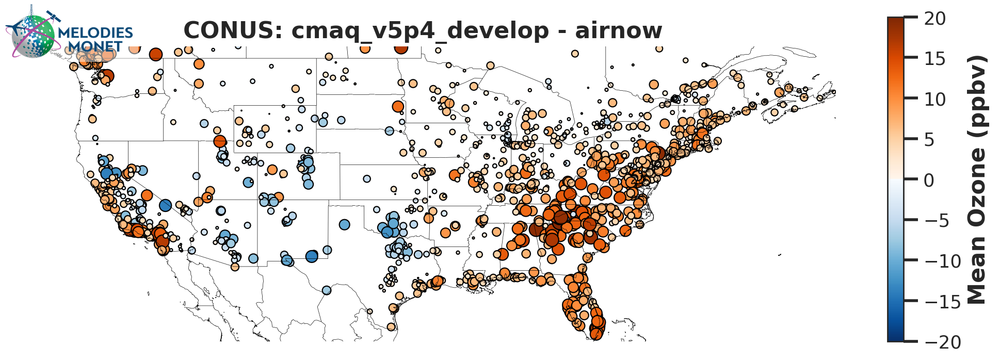 MELODIES
MONET
CONUS: cmaq_v5p4_develop - airnow
20
15
10
5
0
−5
−10
−15
−20
Mean Ozone (ppbv)